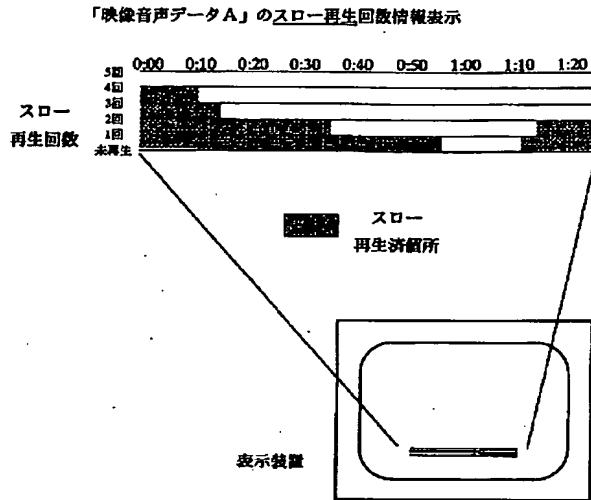 「映像音声データA」のスロー再生回数情報表示
0:00 0:10 0:20 0:30 0:40 0:50 1:00 1:10 1:20
5回
4回
3回
2回
1回
未再生
スロー
再生回数
スロー
再生済個所
表示装置